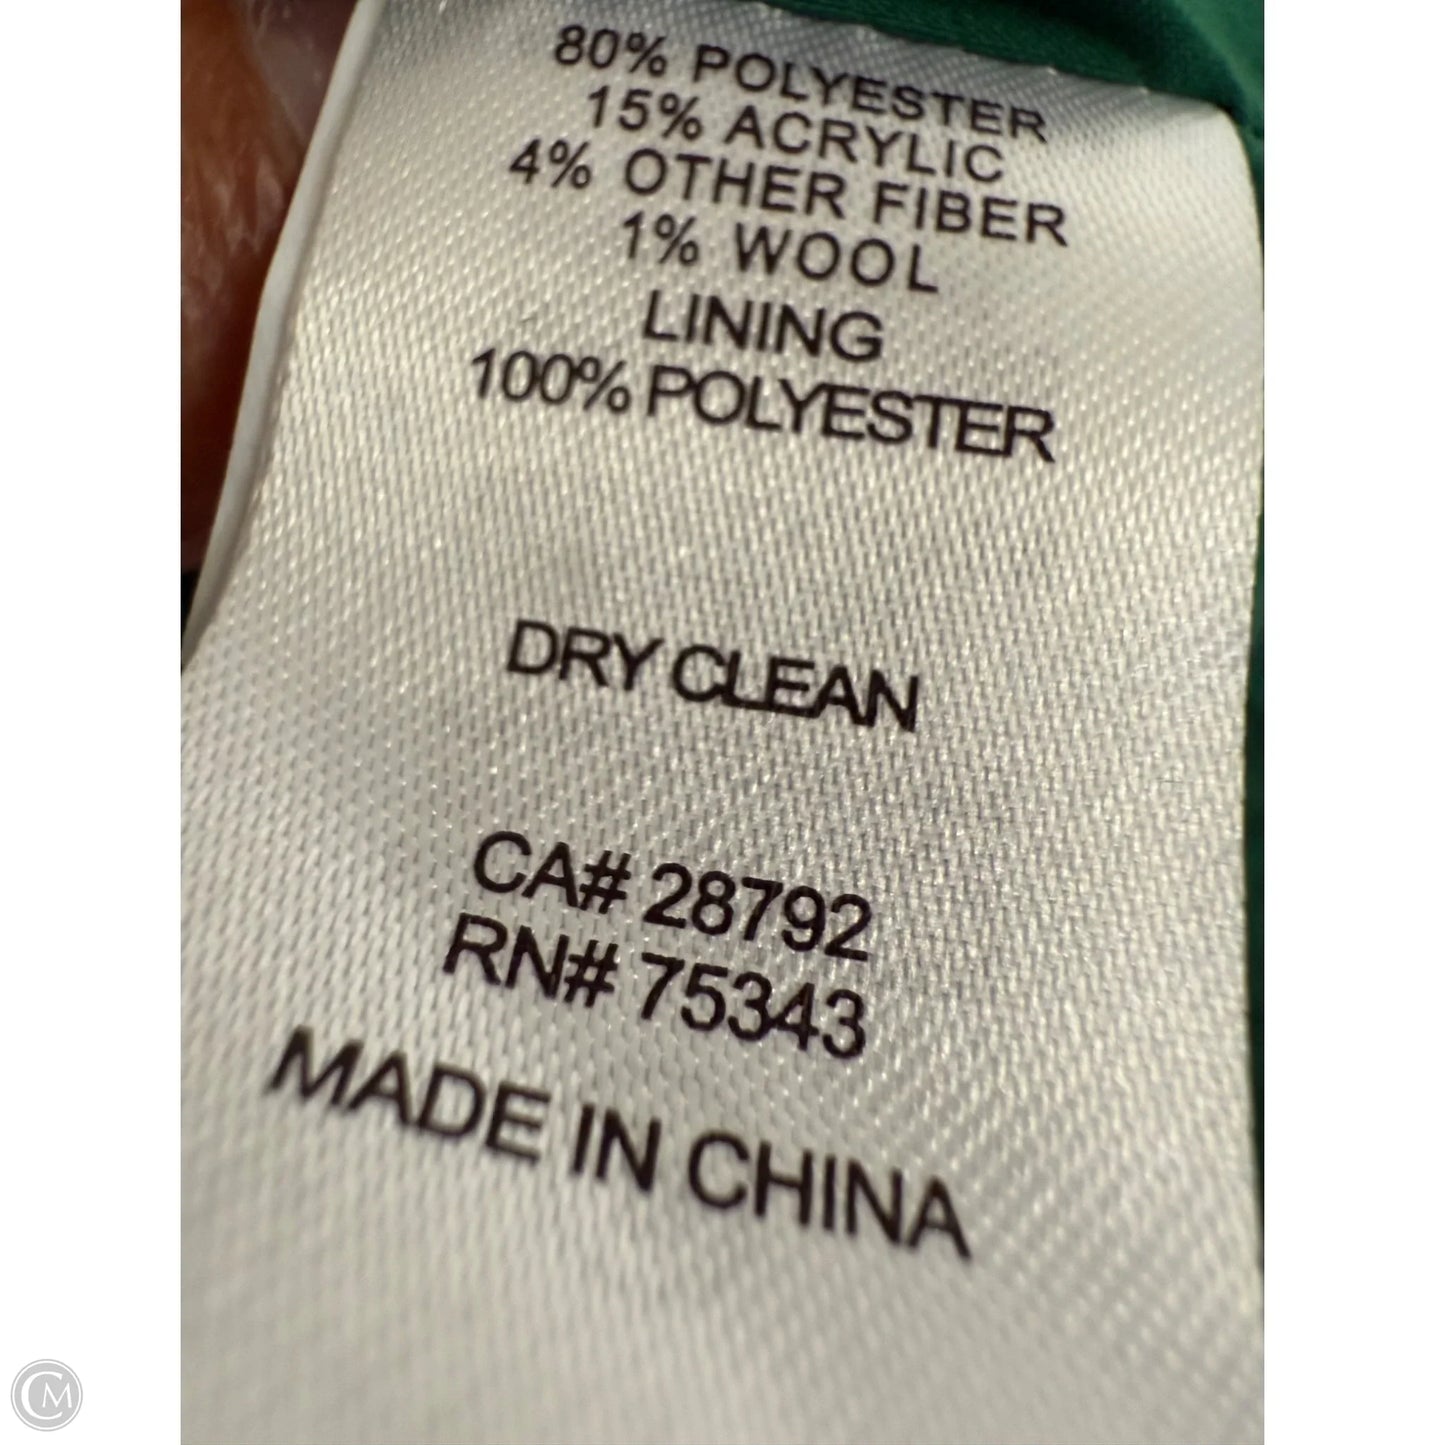 80% POLYESTER
15% ACRYLIC
4% OTHER FIBER
1% WOOL
LINING
100% POLYESTER
DRY CLEAN
CA# 28792
RN# 75343
MADE IN CHINA
CM